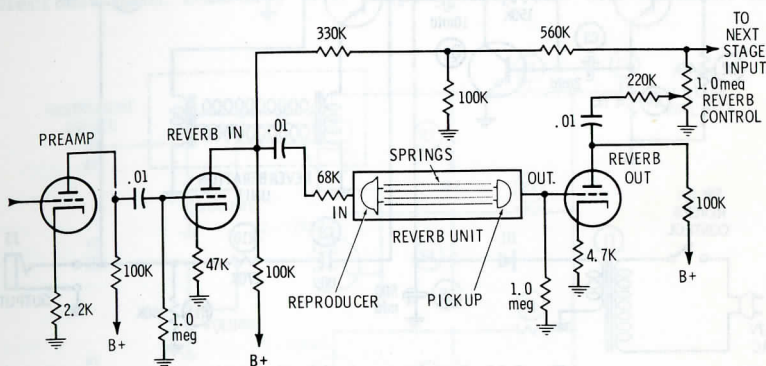 TO
NEXT
STAGE
INPUT
330K
560K
100K
220K
1.0 meg
REVERB
CONTROL
PREAMP
.01
REVERB IN
.01
68K
SPRINGS
IN
OUT.
REVERB UNIT
.01
REVERB
OUT
100K
47K
100K
2.2K
1.0
meg
B+
B+
REPRODUCER
PICKUP
1.0
meg
4.7K
100K
B+